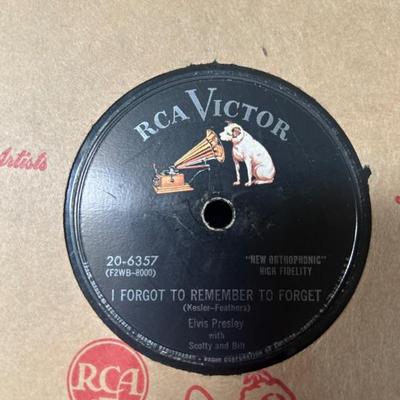 Artists
RCA VICTOR
20-6357
(F2WB-8000)
"NEW ORTHOPHONIC"
HIGH FIDELITY
I FORGOT TO REMEMBER TO FORGET
(Kesler-Feathers)
Elvis Presley
with
Scotty and Bill
RCA